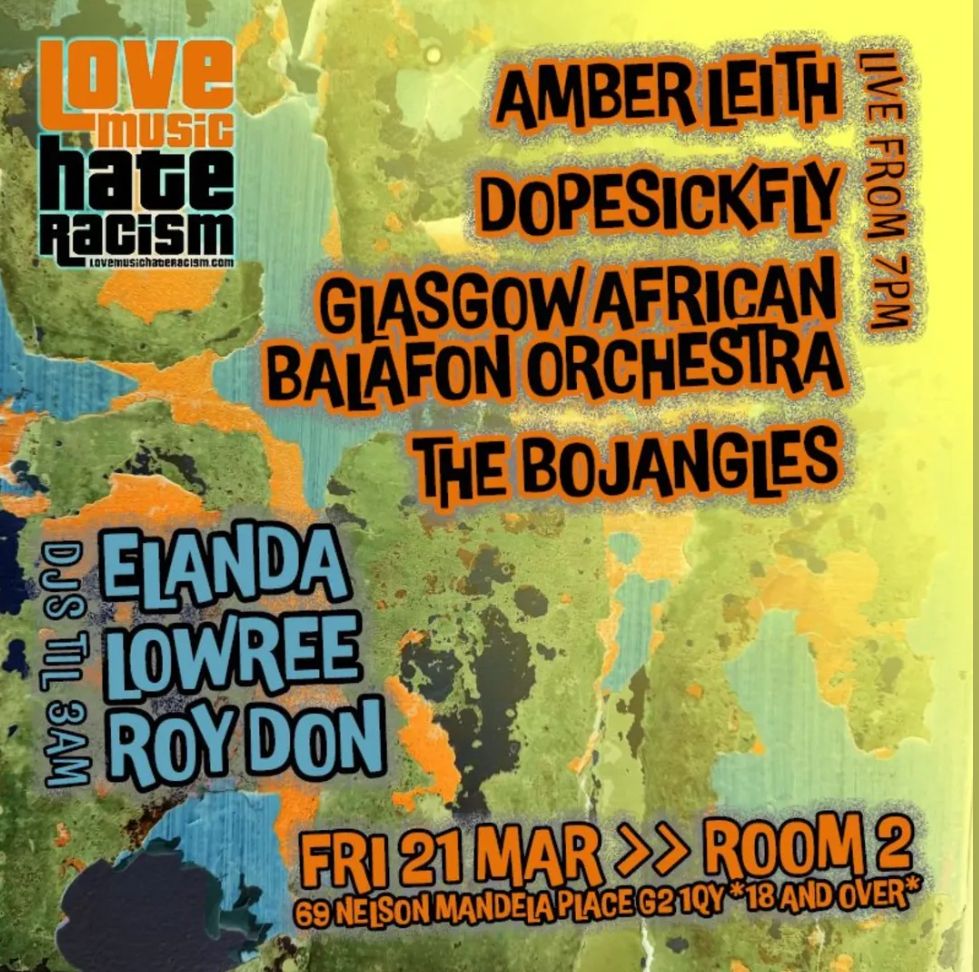 Love
music
hate
Racism
LOVEMUSICHATERACISM.COM
AMBER LEITH
DOPESICKFLY
GLASGOW AFRICAN
BALAFON ORCHESTRA
THE BOJANGLES
LIVE FROM 7PM
DJS TIL 3AM
ELANDA
LOWREE
ROY DON
FRI 21 MAR >> ROOM 2
69 NELSON MANDELA PLACE G2 1QY *18 AND OVER*